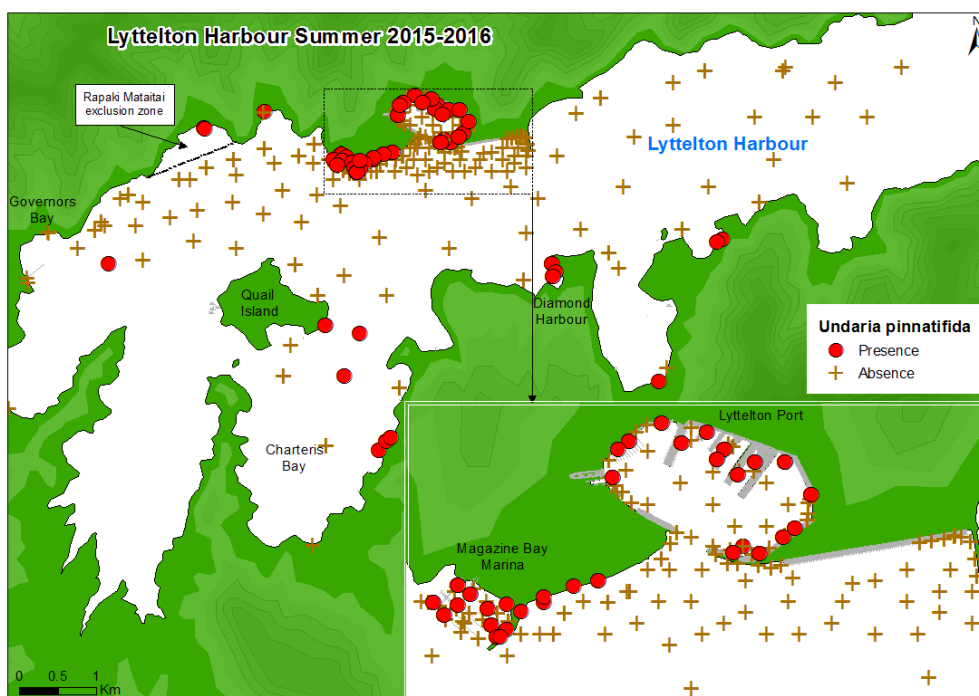 Lyttelton Harbour Summer 2015-2016
N
Rapaki Mataitai
exclusion zone
Lyttelton Harbour
Governors
Bay
Quail
Island
Diamond
Harbour
Undaria pinnatifida
Presence
Absence
Charteris
Bay
Lyttelton Port
Magazine Bay
Marina
0 0.5 1
Km